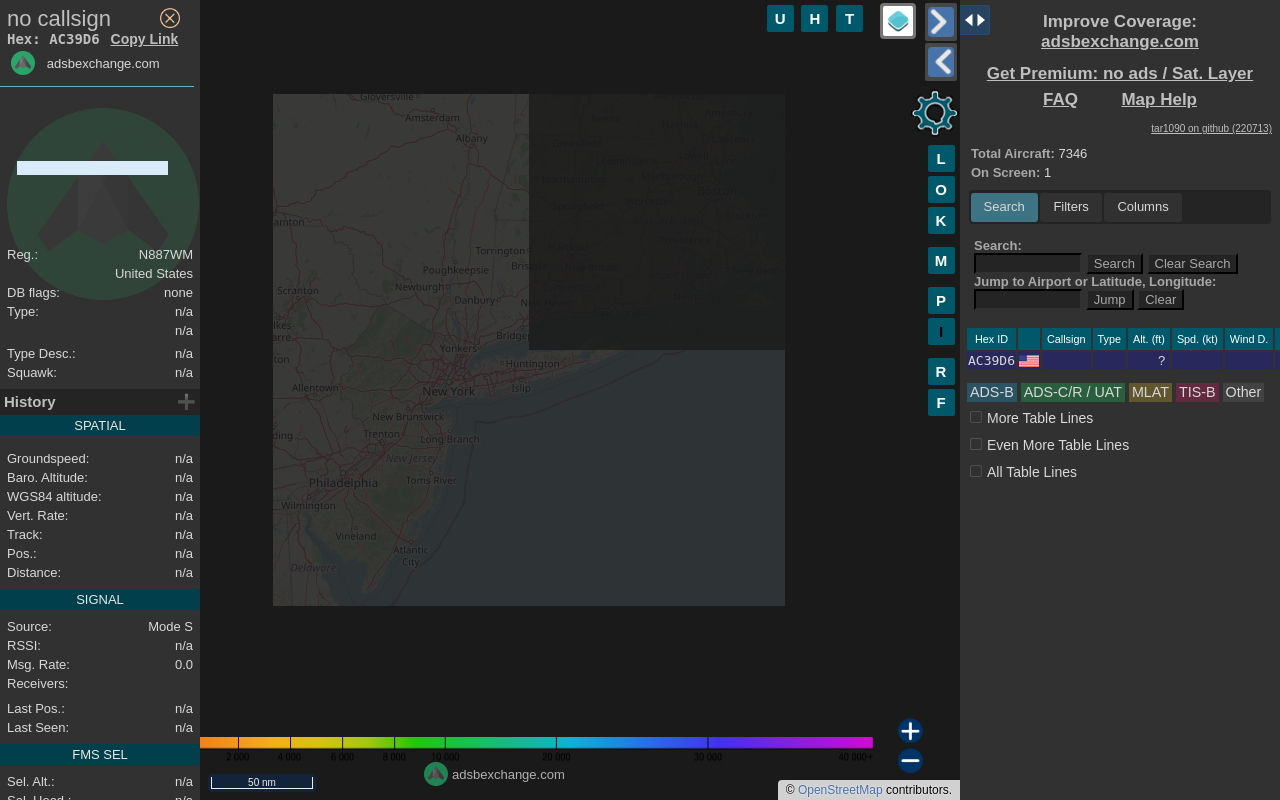 no callsign
Hex: AC39D6 Copy Link
adsbexchange.com
Reg.: N887WM
United States
DB flags: none
Type: n/a
n/a
Type Desc.: n/a
Squawk: n/a
History
SPATIAL
Groundspeed: n/a
Baro. Altitude: n/a
WGS84 altitude: n/a
Vert. Rate: n/a
Track: n/a
Pos.: n/a
Distance: n/a
SIGNAL
Source: Mode S
RSSI: n/a
Msg. Rate: 0.0
Receivers:
Last Pos.: n/a
Last Seen: n/a
FMS SEL
Sel. Alt.: n/a
Sel. Head.: n/a
U H T
L
O
K
M
P
I
R
F
Gloversville
Amsterdam
Albany
Torrington
Poughkeepsie
Scranton
Newburgh
Danbury
Yonkers
Huntington
Allentown
New York
Islip
New Brunswick
Trenton
Long Branch
New Jersey
Philadelphia
Toms River
Wilmington
Vineland
Atlantic
City
Delaware
2 000 4 000 6 000 8 000 10 000 20 000 30 000 40 000+
adsbexchange.com
50 nm
© OpenStreetMap contributors.
Improve Coverage:
adsbexchange.com
Get Premium: no ads / Sat. Layer
FAQ Map Help
tar1090 on github (220713)
Total Aircraft: 7346
On Screen: 1
Search Filters Columns
Search:
Search Clear Search
Jump to Airport or Latitude, Longitude:
Jump Clear
Hex ID Callsign Type Alt. (ft) Spd. (kt) Wind D.
AC39D6 ?
ADS-B ADS-C/R / UAT MLAT TIS-B Other
More Table Lines
Even More Table Lines
All Table Lines